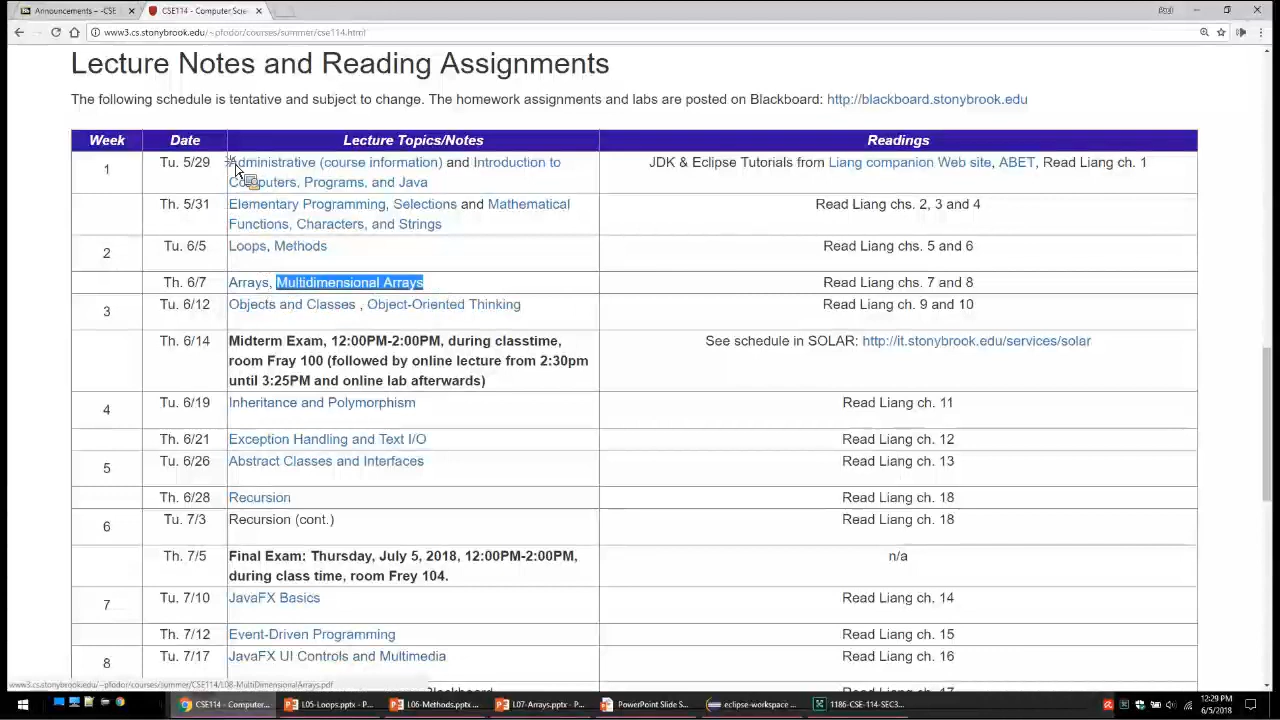 Announcements – -CSE
CSE114 - Computer Scie
www3.cs.stonybrook.edu/~pfodor/courses/summer/cse114.html
Lecture Notes and Reading Assignments
The following schedule is tentative and subject to change. The homework assignments and labs are posted on Blackboard: http://blackboard.stonybrook.edu
Week Date Lecture Topics/Notes Readings
1 Tu. 5/29 Administrative (course information) and Introduction to JDK & Eclipse Tutorials from Liang companion Web site, ABET, Read Liang ch. 1
Computers, Programs, and Java
Th. 5/31 Elementary Programming, Selections and Mathematical Read Liang chs. 2, 3 and 4
Functions, Characters, and Strings
2 Tu. 6/5 Loops, Methods Read Liang chs. 5 and 6
Th. 6/7 Arrays, Multidimensional Arrays Read Liang chs. 7 and 8
3 Tu. 6/12 Objects and Classes , Object-Oriented Thinking Read Liang chs. 9 and 10
Th. 6/14 Midterm Exam, 12:00PM-2:00PM, during classtime, See schedule in SOLAR: http://it.stonybrook.edu/services/solar
room Fray 100 (followed by online lecture from 2:30pm
until 3:25PM and online lab afterwards)
4 Tu. 6/19 Inheritance and Polymorphism Read Liang ch. 11
Th. 6/21 Exception Handling and Text I/O Read Liang ch. 12
5 Tu. 6/26 Abstract Classes and Interfaces Read Liang ch. 13
Th. 6/28 Recursion Read Liang ch. 18
6 Tu. 7/3 Recursion (cont.) Read Liang ch. 18
Th. 7/5 Final Exam: Thursday, July 5, 2018, 12:00PM-2:00PM, n/a
during class time, room Frey 104.
7 Tu. 7/10 JavaFX Basics Read Liang ch. 14
Th. 7/12 Event-Driven Programming Read Liang ch. 15
8 Tu. 7/17 JavaFX UI Controls and Multimedia Read Liang ch. 16
www3.cs.stonybrook.edu/~pfodor/courses/summer/CSE114/L08-MultiDimensionalArrays.pdf
CSE114 - Computer... L05-Loops.pptx - P... L06-Methods.pptx ... L07-Arrays.pptx - P... PowerPoint Slide S... eclipse-workspace ... 1186-CSE-114-SEC3... 12:29 PM
6/5/2018